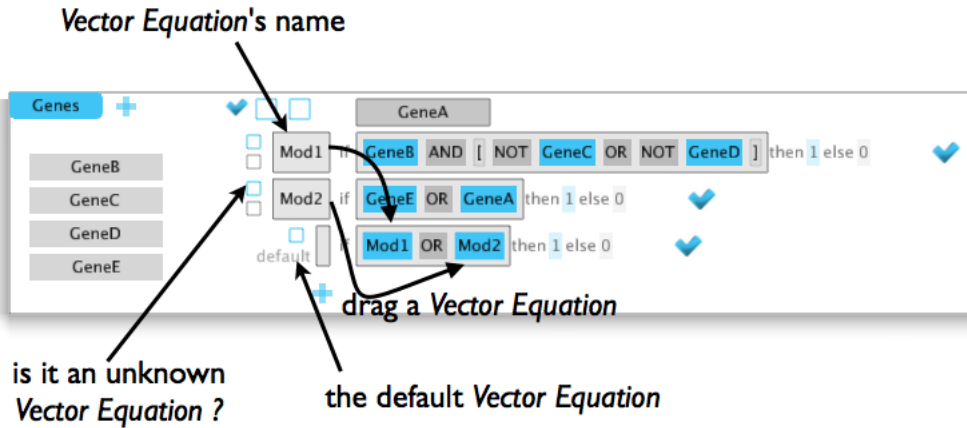 Vector Equation's name
Genes
GeneA
Mod1 if GeneB AND [ NOT GeneC OR NOT GeneD ] then 1 else 0
GeneB
Mod2 if GeneE OR GeneA then 1 else 0
GeneC
GeneD
default if Mod1 OR Mod2 then 1 else 0
GeneE
drag a Vector Equation
is it an unknown
Vector Equation ?
the default Vector Equation